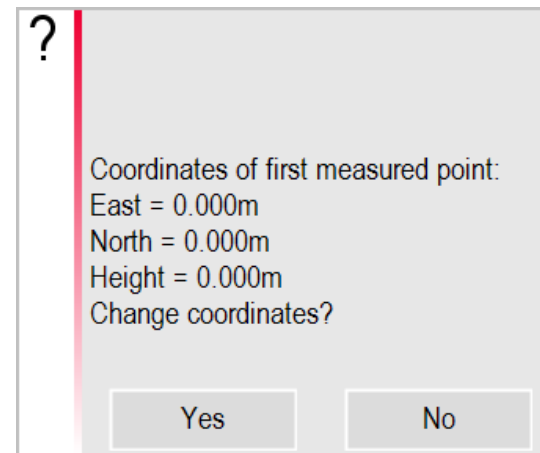 ?
Coordinates of first measured point:
East = 0.000m
North = 0.000m
Height = 0.000m
Change coordinates?
Yes No